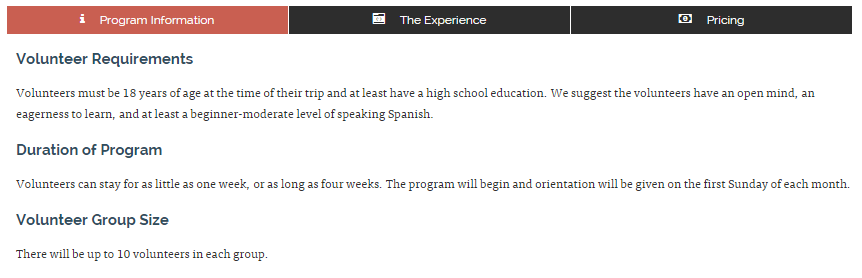 Program Information
The Experience
Pricing
Volunteer Requirements
Volunteers must be 18 years of age at the time of their trip and at least have a high school education. We suggest the volunteers have an open mind, an
eagerness to learn, and at least a beginner-moderate level of speaking Spanish.
Duration of Program
Volunteers can stay for as little as one week, or as long as four weeks. The program will begin and orientation will be given on the first Sunday of each month.
Volunteer Group Size
There will be up to 10 volunteers in each group.